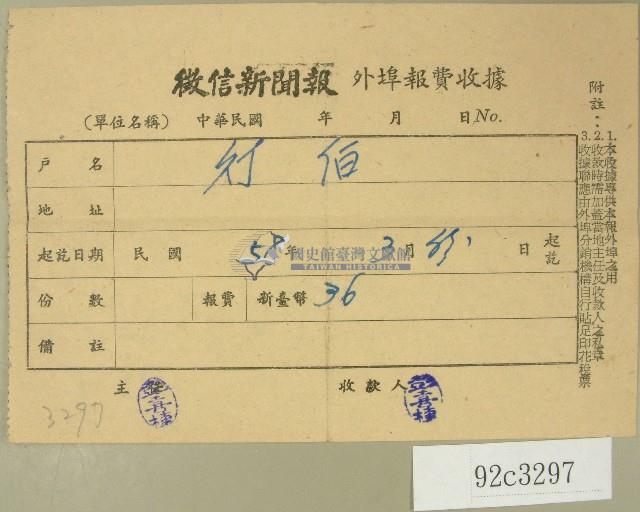 徵信新聞報 外埠報費收據
(單位名稱) 中華民國 年 月 日 No.
戶名
地址
起訖日期 民國 58年 3月份 日 起訖
國史館臺灣文獻館
TAIWAN HISTORICA
份數 報費 新臺幣 36
備註
主 收款人
3297
附註：
1.本收據專供本報外埠之用
2.收款時需加蓋當地主任及收款人之私章
3.收據聯應由外埠分銷機構自行貼足印花稅票
92c3297